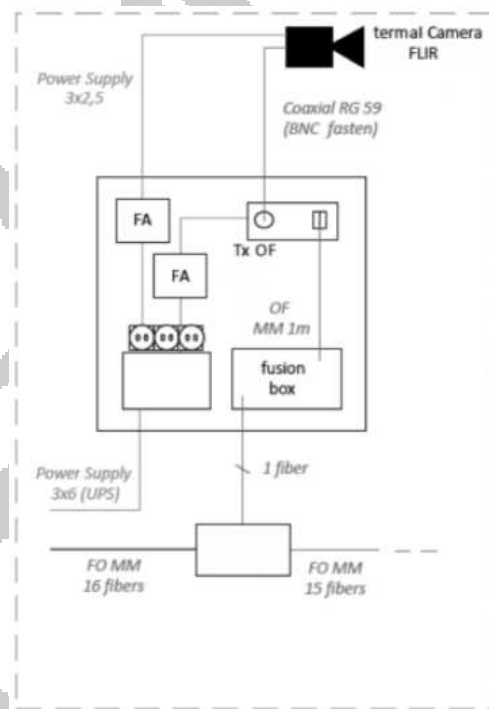 termal Camera
FLIR
Power Supply
3x2,5
Coaxial RG 59
(BNC fasten)
FA
Tx OF
FA
OF
MM 1m
fusion
box
Power Supply
3x6 (UPS)
1 fiber
FO MM
16 fibers
FO MM
15 fibers